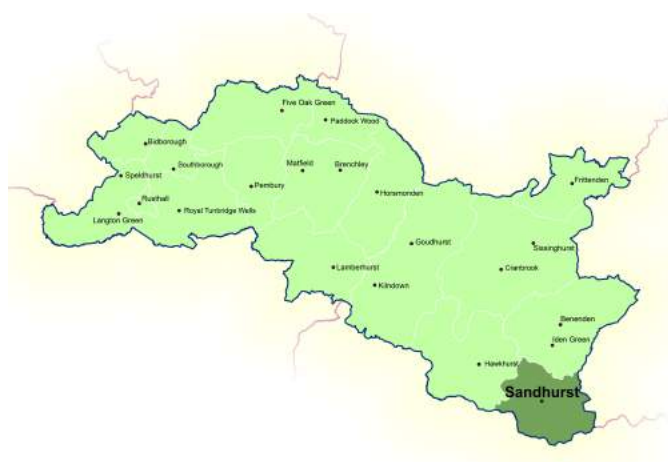 Five Oak Green
Paddock Wood
Bidborough
Southborough
Speldhurst
Matfield
Brenchley
Pembury
Frittenden
Horsmonden
Rusthall
Royal Tunbridge Wells
Langton Green
Goudhurst
Sissinghurst
Lamberhurst
Cranbrook
Kilndown
Benenden
Iden Green
Hawkhurst
Sandhurst